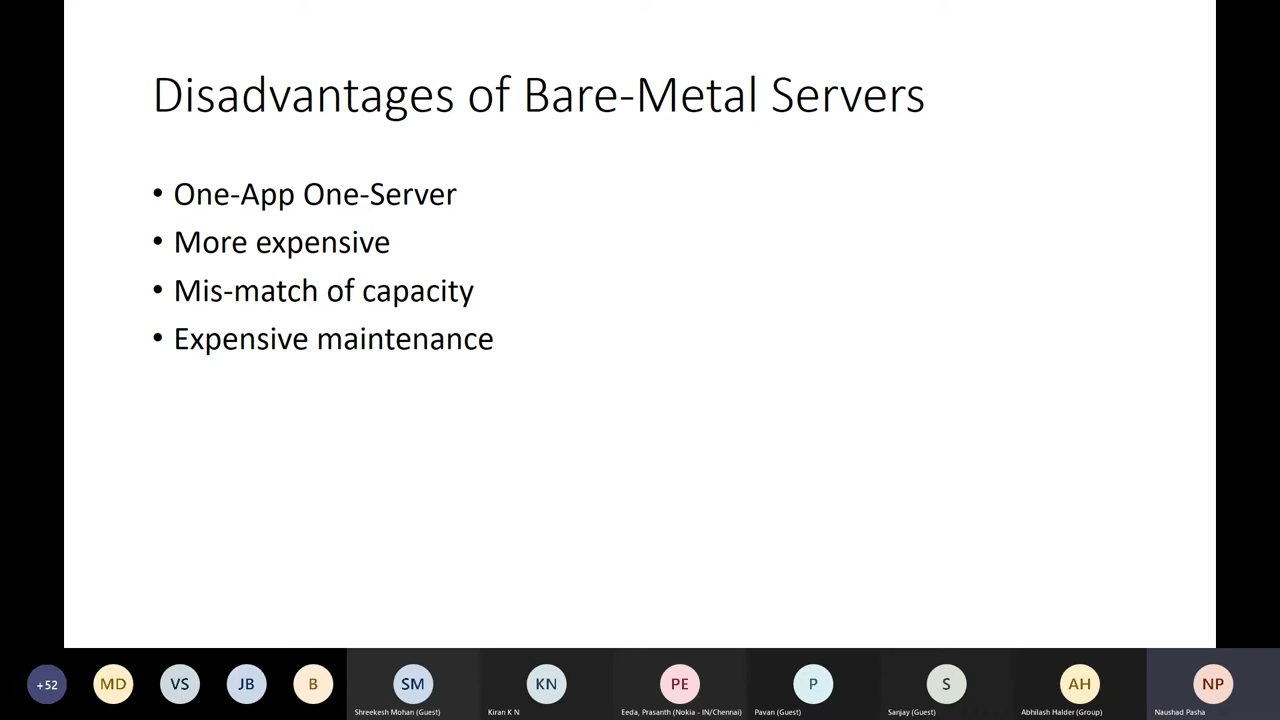 Disadvantages of Bare-Metal Servers
• One-App One-Server
• More expensive
• Mis-match of capacity
• Expensive maintenance
+52 MD VS JB B SM KN PE P S AH NP
Shreekesh Mohan (Guest) Kiran K N Eeda, Prasanth (Nokia - IN/Chennai) Pavan (Guest) Sanjay (Guest) Abhilash Halder (Group) Naushad Pasha